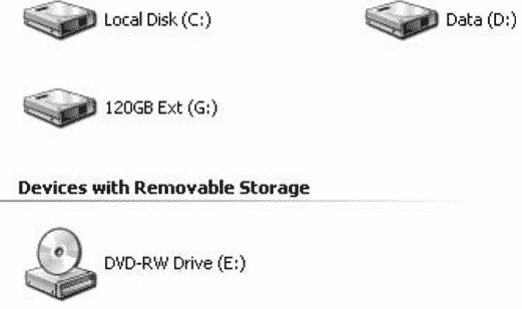 Local Disk (C:)
Data (D:)
120GB Ext (G:)
Devices with Removable Storage
DVD-RW Drive (E:)